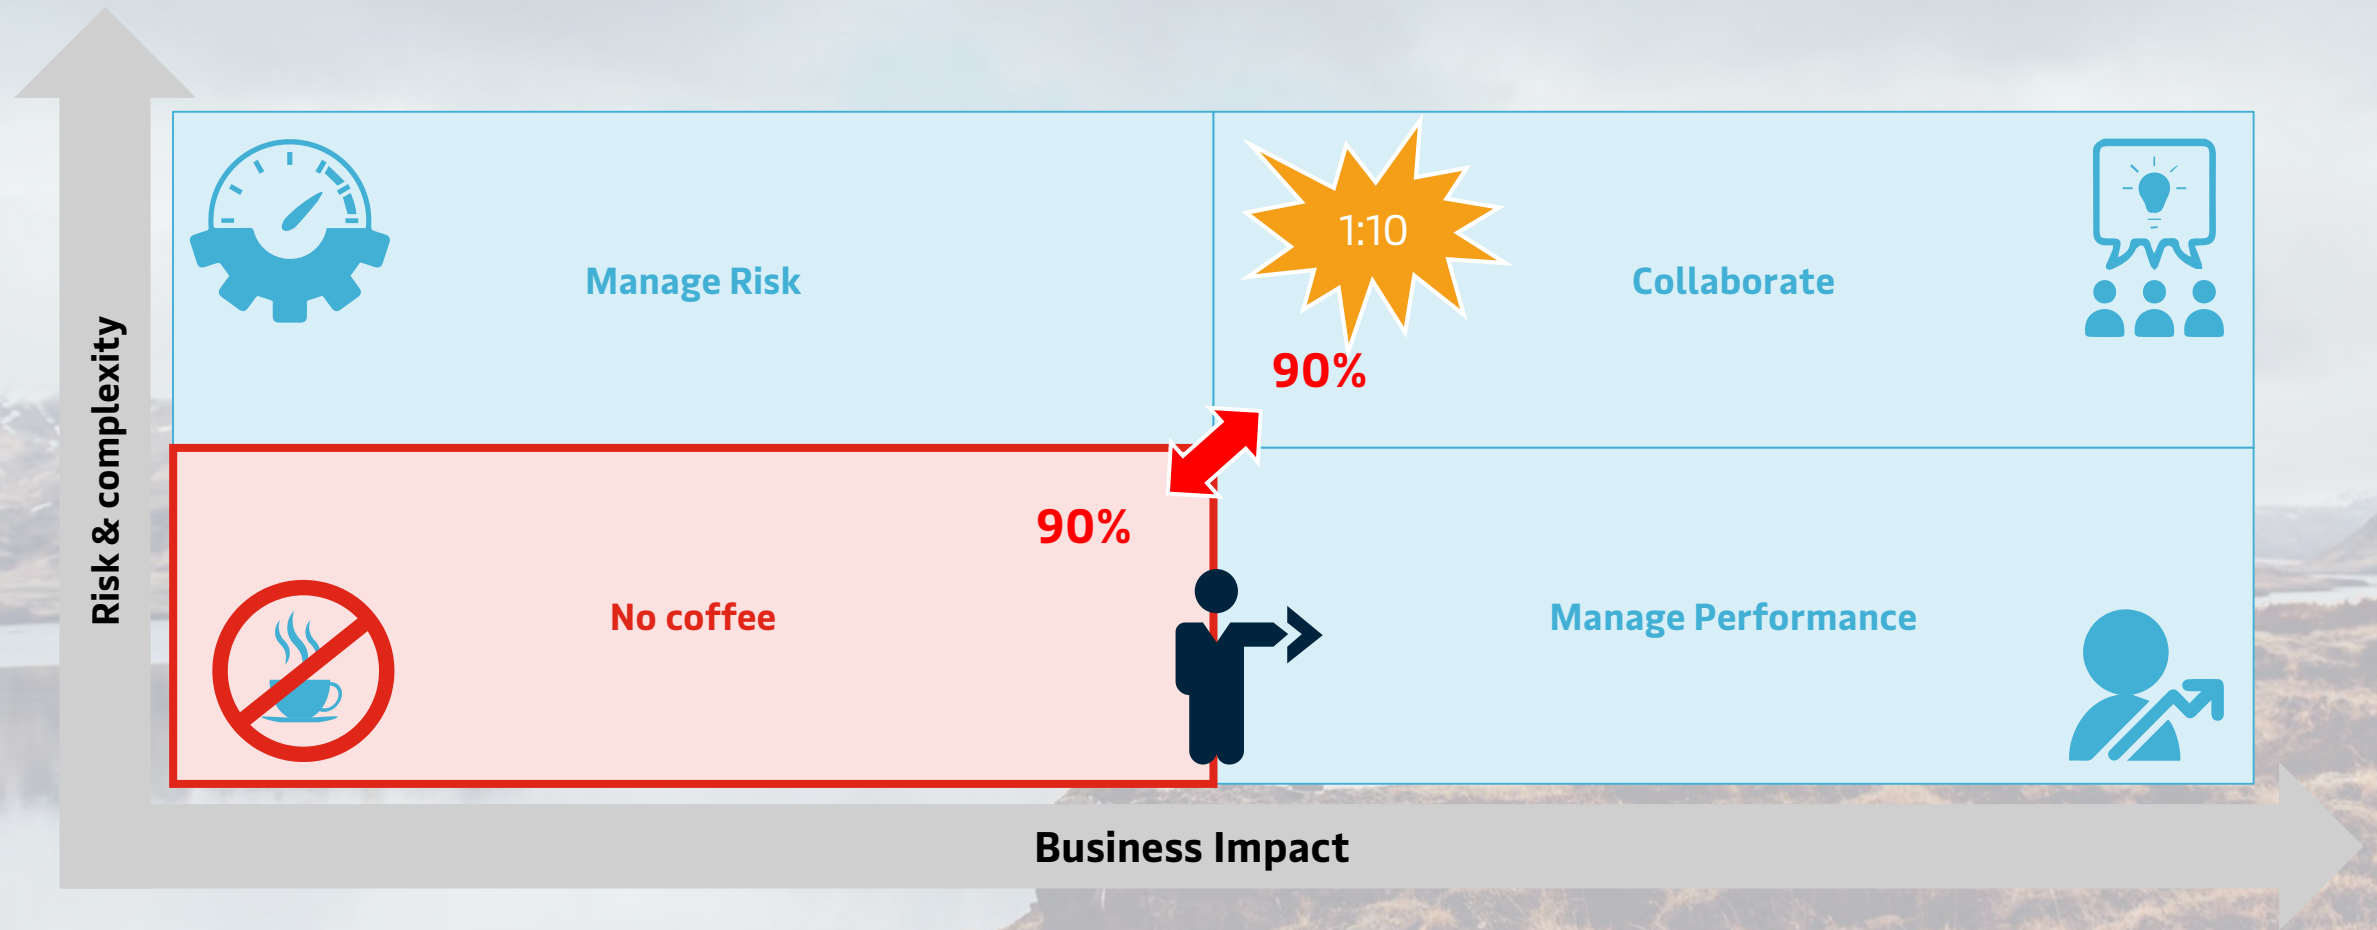 Risk & complexity
Manage Risk
1:10
Collaborate
90%
90%
No coffee
Manage Performance
Business Impact